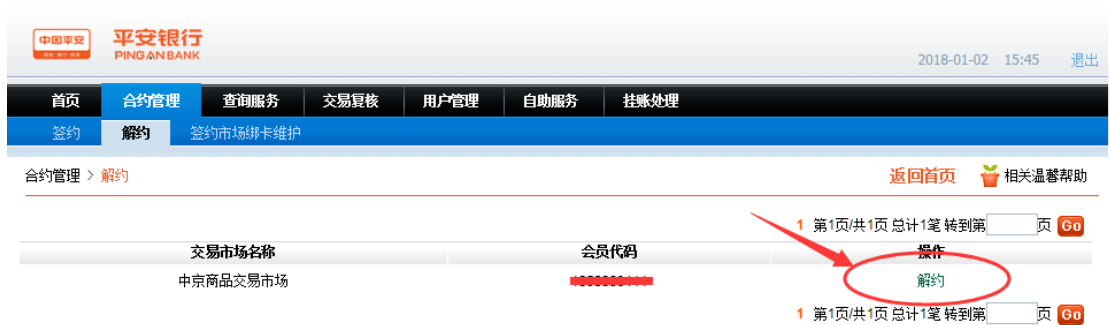 中国平安 平安银行
PING AN BANK
2018-01-02 15:45 退出
首页 合约管理 查询服务 交易复核 用户管理 自助服务 挂账处理
签约 解约 签约市场绑卡维护
合约管理 > 解约 返回首页 相关温馨帮助
1 第1页/共1页 总计1笔 转到第 页 Go
交易市场名称 会员代码 操作
中京商品交易市场 解约
1 第1页/共1页 总计1笔 转到第 页 Go